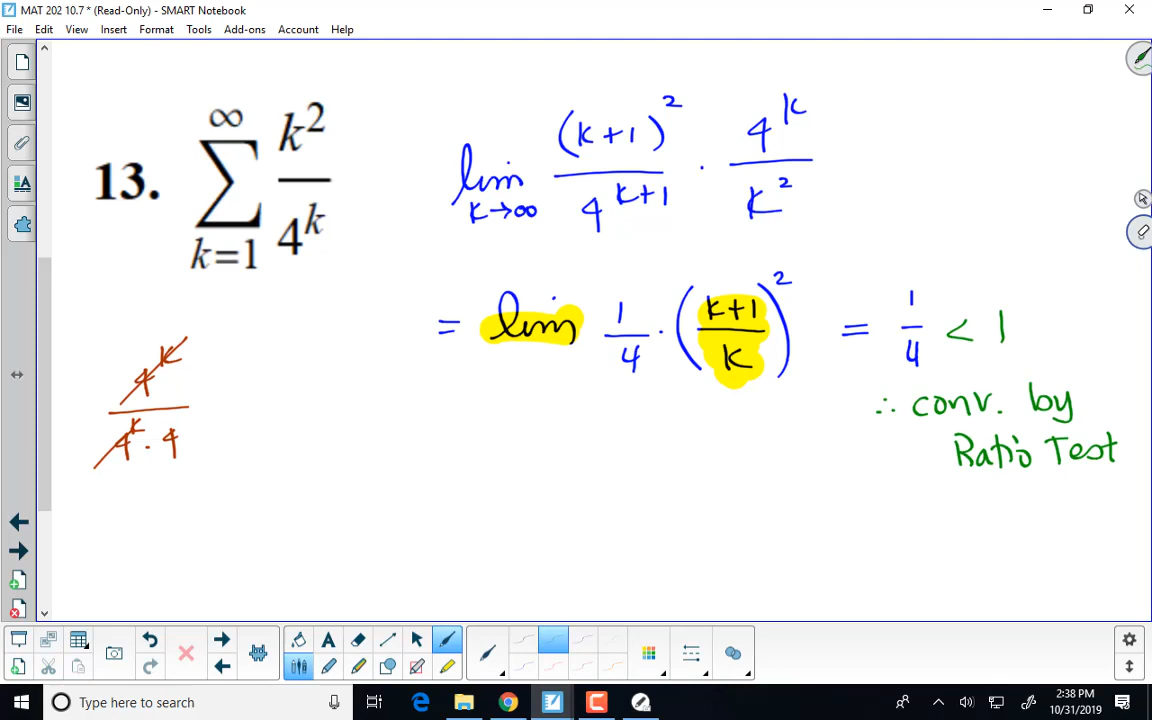 MAT 202 10.7 * (Read-Only) - SMART Notebook
File Edit View Insert Format Tools Add-ons Account Help
13. ∑_{k=1}^{∞} k²/4^k
lim_{k→∞} (k+1)²/4^{k+1} · 4^k/k²
= lim 1/4 · ((k+1)/k)² = 1/4 < 1
4^k/(4^k · 4)
∴ conv. by
Ratio Test
A
Type here to search
2:38 PM
10/31/2019